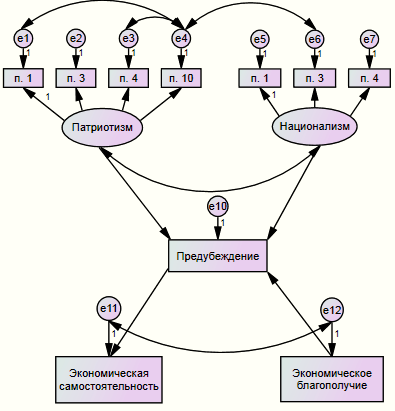 e1 e2 e3 e4 e5 e6 e7
1 1 1 1 1 1 1
п. 1 п. 3 п. 4 п. 10 п. 1 п. 3 п. 4
1 1
Патриотизм Национализм
e10
1
Предубеждение
e11 e12
1 1
Экономическая
самостоятельность
Экономическое
благополучие